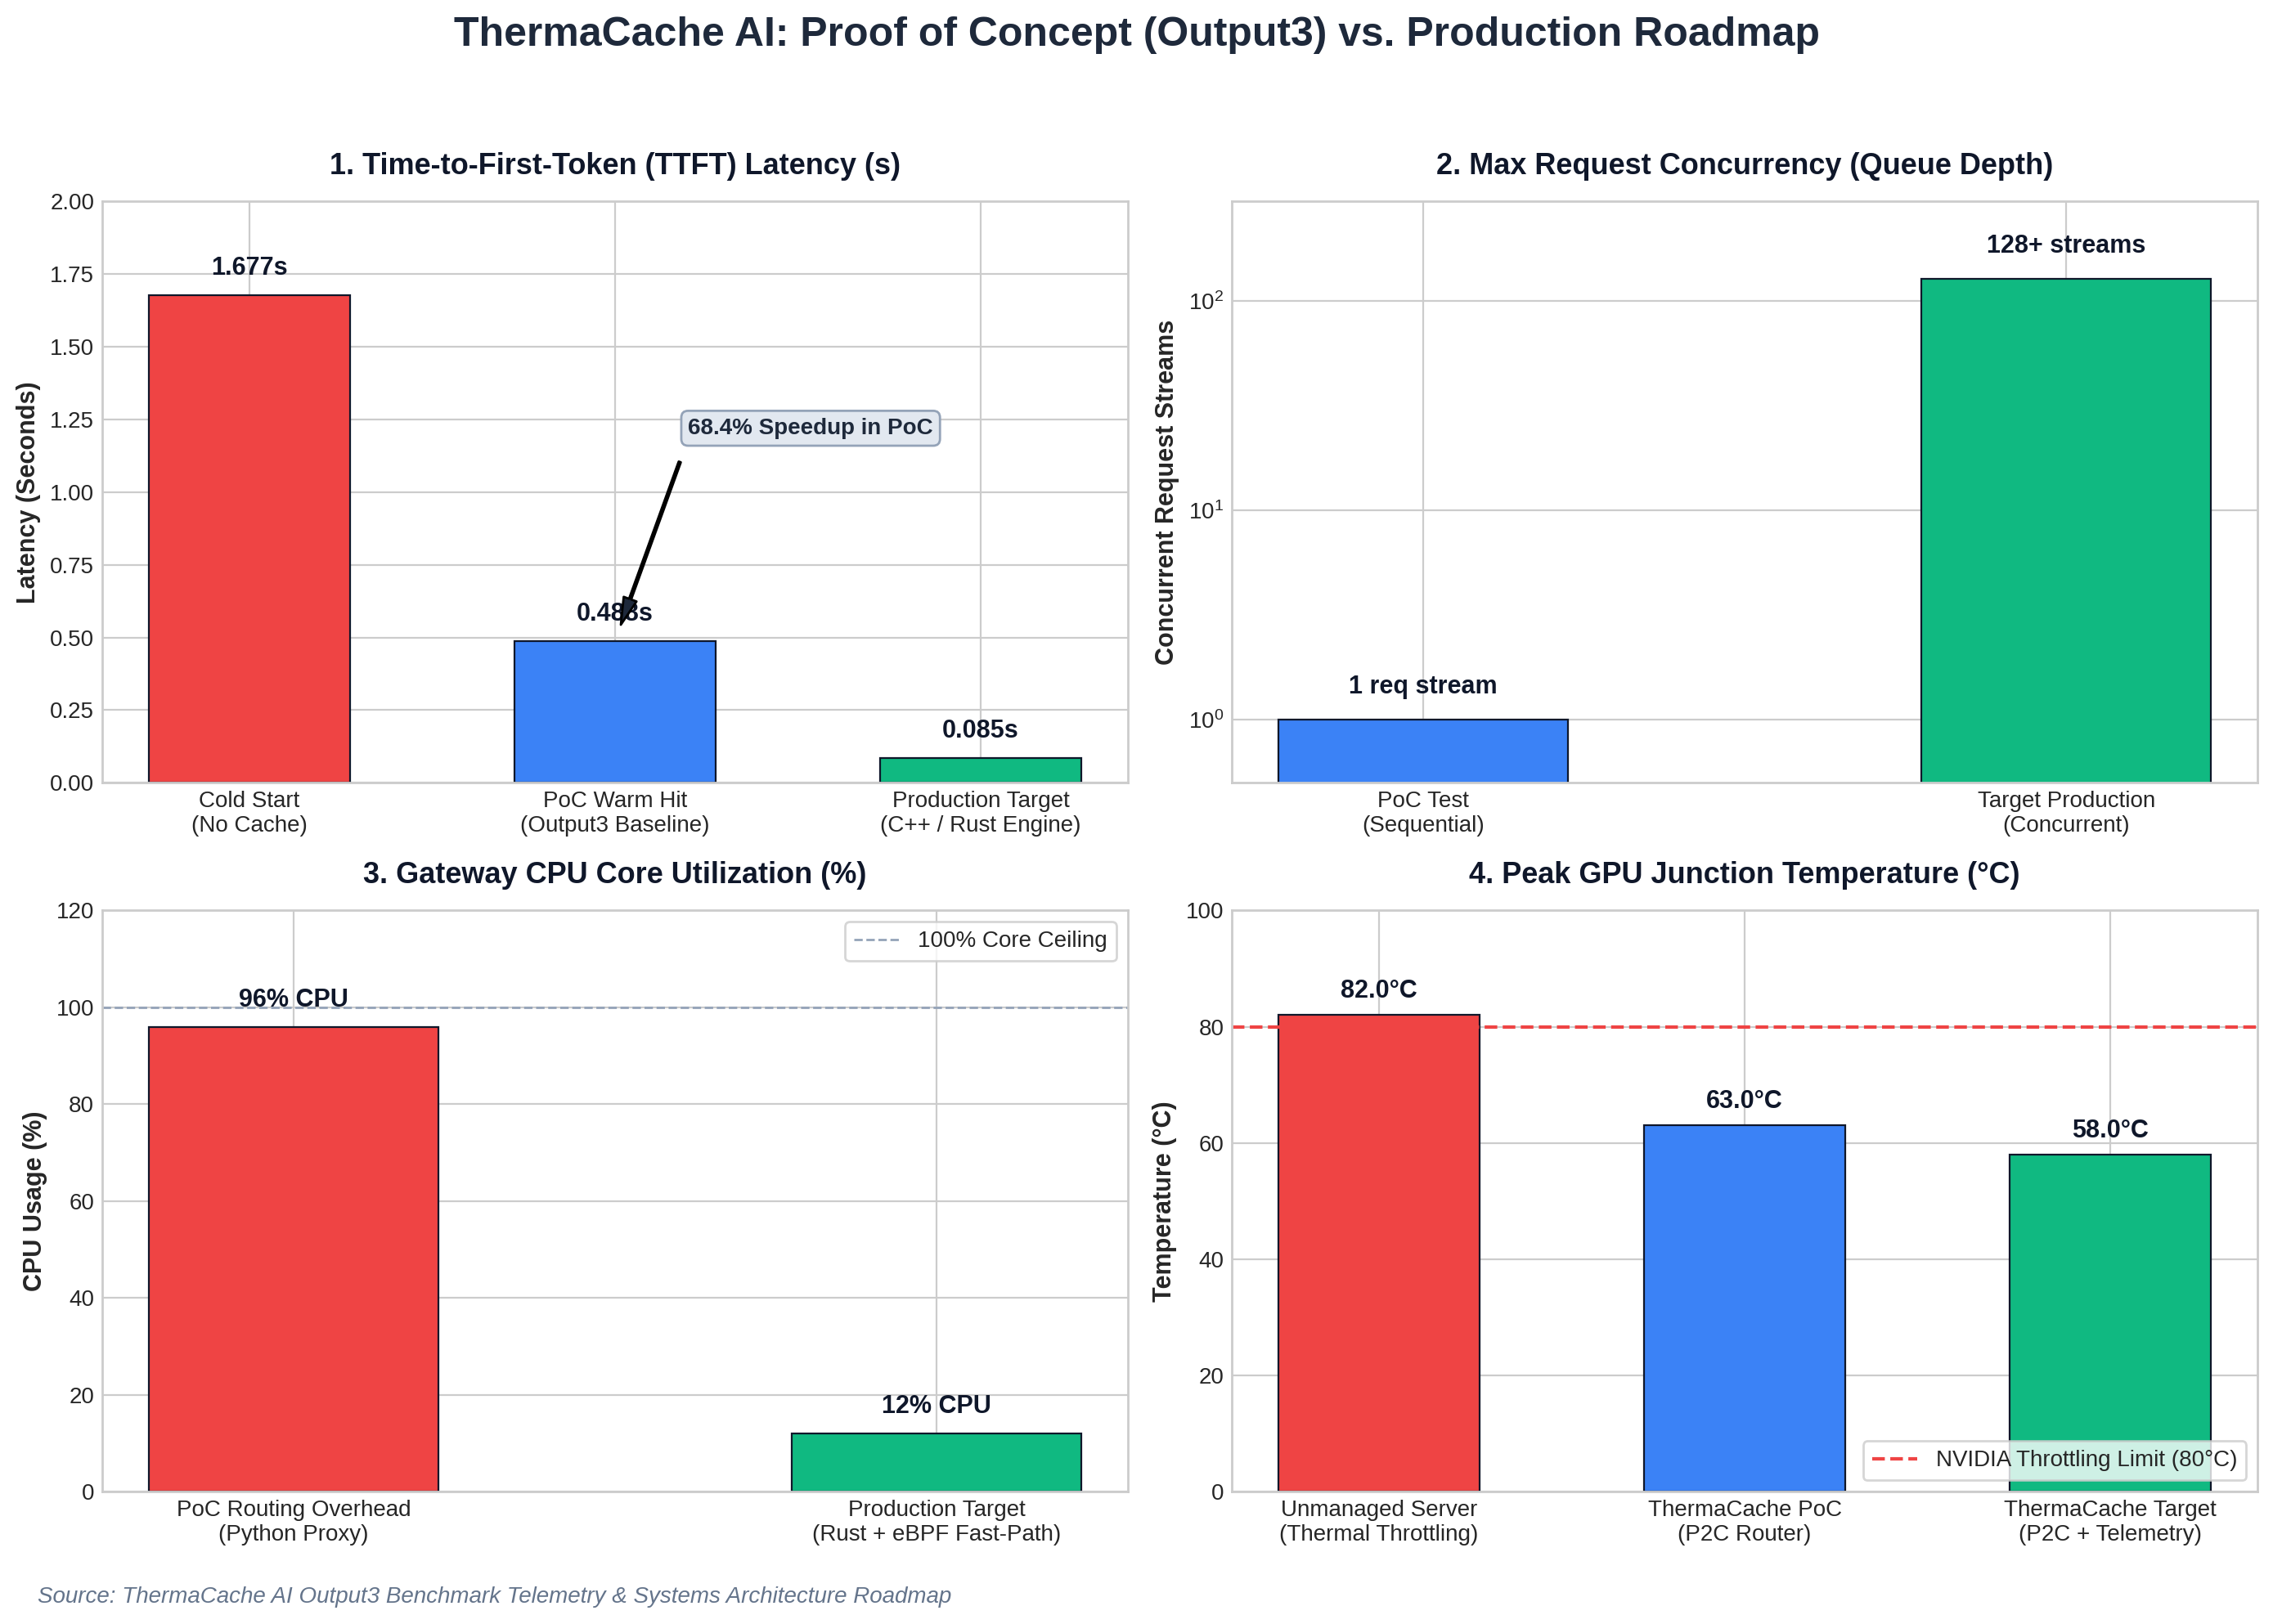 ThermaCache AI: Proof of Concept (Output3) vs. Production Roadmap
1. Time-to-First-Token (TTFT) Latency (s)
Latency (Seconds)
2.00
1.75
1.50
1.25
1.00
0.75
0.50
0.25
0.00
1.677s
68.4% Speedup in PoC
0.488s
0.085s
Cold Start
(No Cache)
PoC Warm Hit
(Output3 Baseline)
Production Target
(C++ / Rust Engine)
2. Max Request Concurrency (Queue Depth)
Concurrent Request Streams
10²
10¹
10⁰
128+ streams
1 req stream
PoC Test
(Sequential)
Target Production
(Concurrent)
3. Gateway CPU Core Utilization (%)
CPU Usage (%)
120
100
80
60
40
20
0
100% Core Ceiling
96% CPU
12% CPU
PoC Routing Overhead
(Python Proxy)
Production Target
(Rust + eBPF Fast-Path)
4. Peak GPU Junction Temperature (°C)
Temperature (°C)
100
80
60
40
20
0
82.0°C
63.0°C
58.0°C
NVIDIA Throttling Limit (80°C)
Unmanaged Server
(Thermal Throttling)
ThermaCache PoC
(P2C Router)
ThermaCache Target
(P2C + Telemetry)
Source: ThermaCache AI Output3 Benchmark Telemetry & Systems Architecture Roadmap